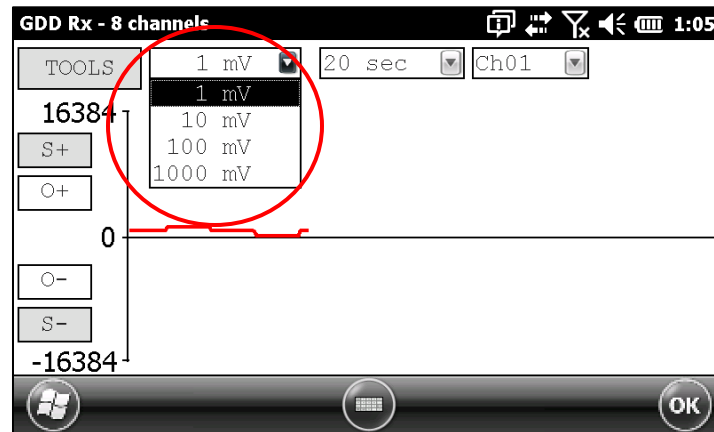 GDD Rx - 8 channels 1:05
TOOLS 1 mV 20 sec Ch01
1 mV
10 mV
100 mV
1000 mV
16384
S+
O+
0
O-
S-
-16384
OK